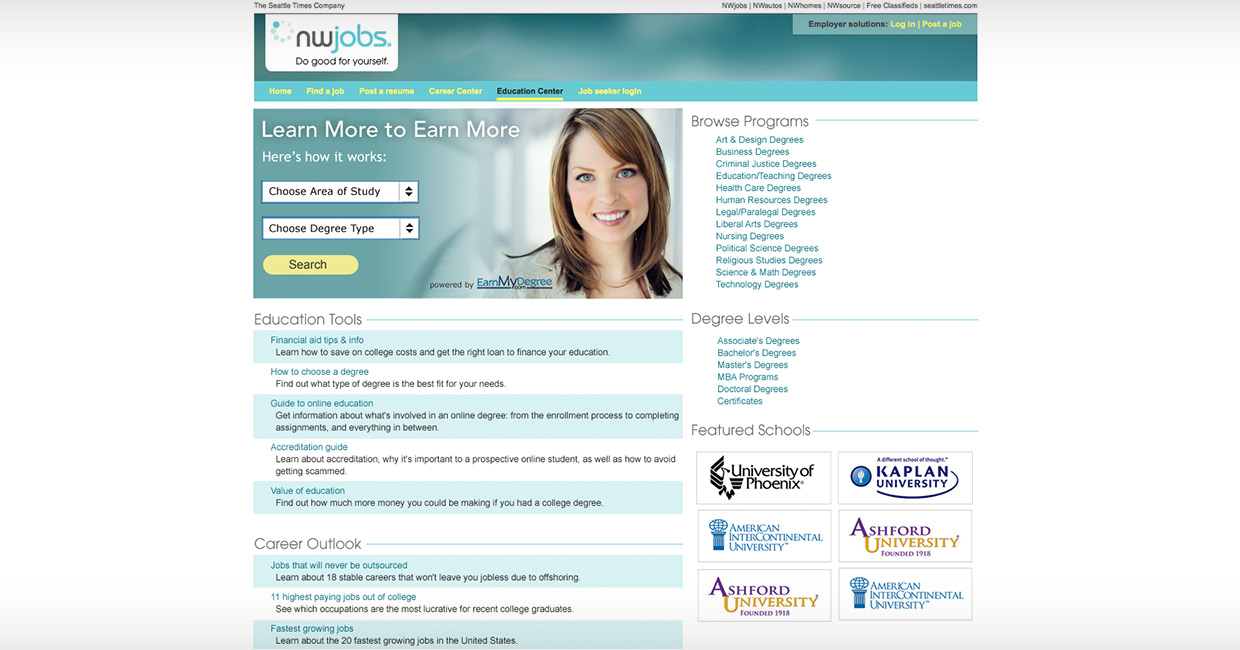 The Seattle Times Company
NWjobs | NWautos | NWhomes | NWsource | Free Classifieds | seattletimes.com
nwjobs.
Do good for yourself.
Employer solutions: Log in | Post a job
Home Find a job Post a resume Career Center Education Center Job seeker login
Learn More to Earn More
Here's how it works:
Choose Area of Study
Choose Degree Type
Search
powered by EarnMyDegree.com
Education Tools
Financial aid tips & info
Learn how to save on college costs and get the right loan to finance your education.
How to choose a degree
Find out what type of degree is the best fit for your needs.
Guide to online education
Get information about what's involved in an online degree: from the enrollment process to completing
assignments, and everything in between.
Accreditation guide
Learn about accreditation, why it's important to a prospective online student, as well as how to avoid
getting scammed.
Value of education
Find out how much more money you could be making if you had a college degree.
Career Outlook
Jobs that will never be outsourced
Learn about 18 stable careers that won't leave you jobless due to offshoring.
11 highest paying jobs out of college
See which occupations are the most lucrative for recent college graduates.
Fastest growing jobs
Learn about the 20 fastest growing jobs in the United States.
Browse Programs
Art & Design Degrees
Business Degrees
Criminal Justice Degrees
Education/Teaching Degrees
Health Care Degrees
Human Resources Degrees
Legal/Paralegal Degrees
Liberal Arts Degrees
Nursing Degrees
Political Science Degrees
Religious Studies Degrees
Science & Math Degrees
Technology Degrees
Degree Levels
Associate's Degrees
Bachelor's Degrees
Master's Degrees
MBA Programs
Doctoral Degrees
Certificates
Featured Schools
University of
Phoenix®
A different school of thought.™
KAPLAN
UNIVERSITY
AMERICAN
INTERCONTINENTAL
UNIVERSITY™
ASHFORD
UNIVERSITY
FOUNDED 1918
ASHFORD
UNIVERSITY
FOUNDED 1918
AMERICAN
INTERCONTINENTAL
UNIVERSITY™